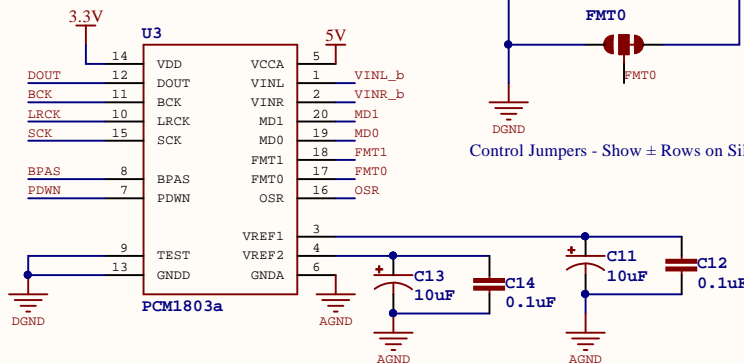 3.3V
U3
5V
FMT0
14 VDD VCCA 5
DOUT 12 DOUT VINL 1 VINL_b
BCK 11 BCK VINR 2 VINR_b
LRCK 10 LRCK MD1 20 MD1
SCK 15 SCK MD0 19 MD0
FMT1 18 FMT1
BPAS 8 BPAS FMT0 17 FMT0
PDWN 7 PDWN OSR 16 OSR
FMT0
DGND
Control Jumpers - Show ± Rows on Sil
VREF1 3
9 TEST VREF2 4
13 GNDD GNDA 6
PCM1803a
DGND
AGND
+ C13
10uF
C14
0.1uF
AGND
+ C11
10uF
C12
0.1uF
AGND